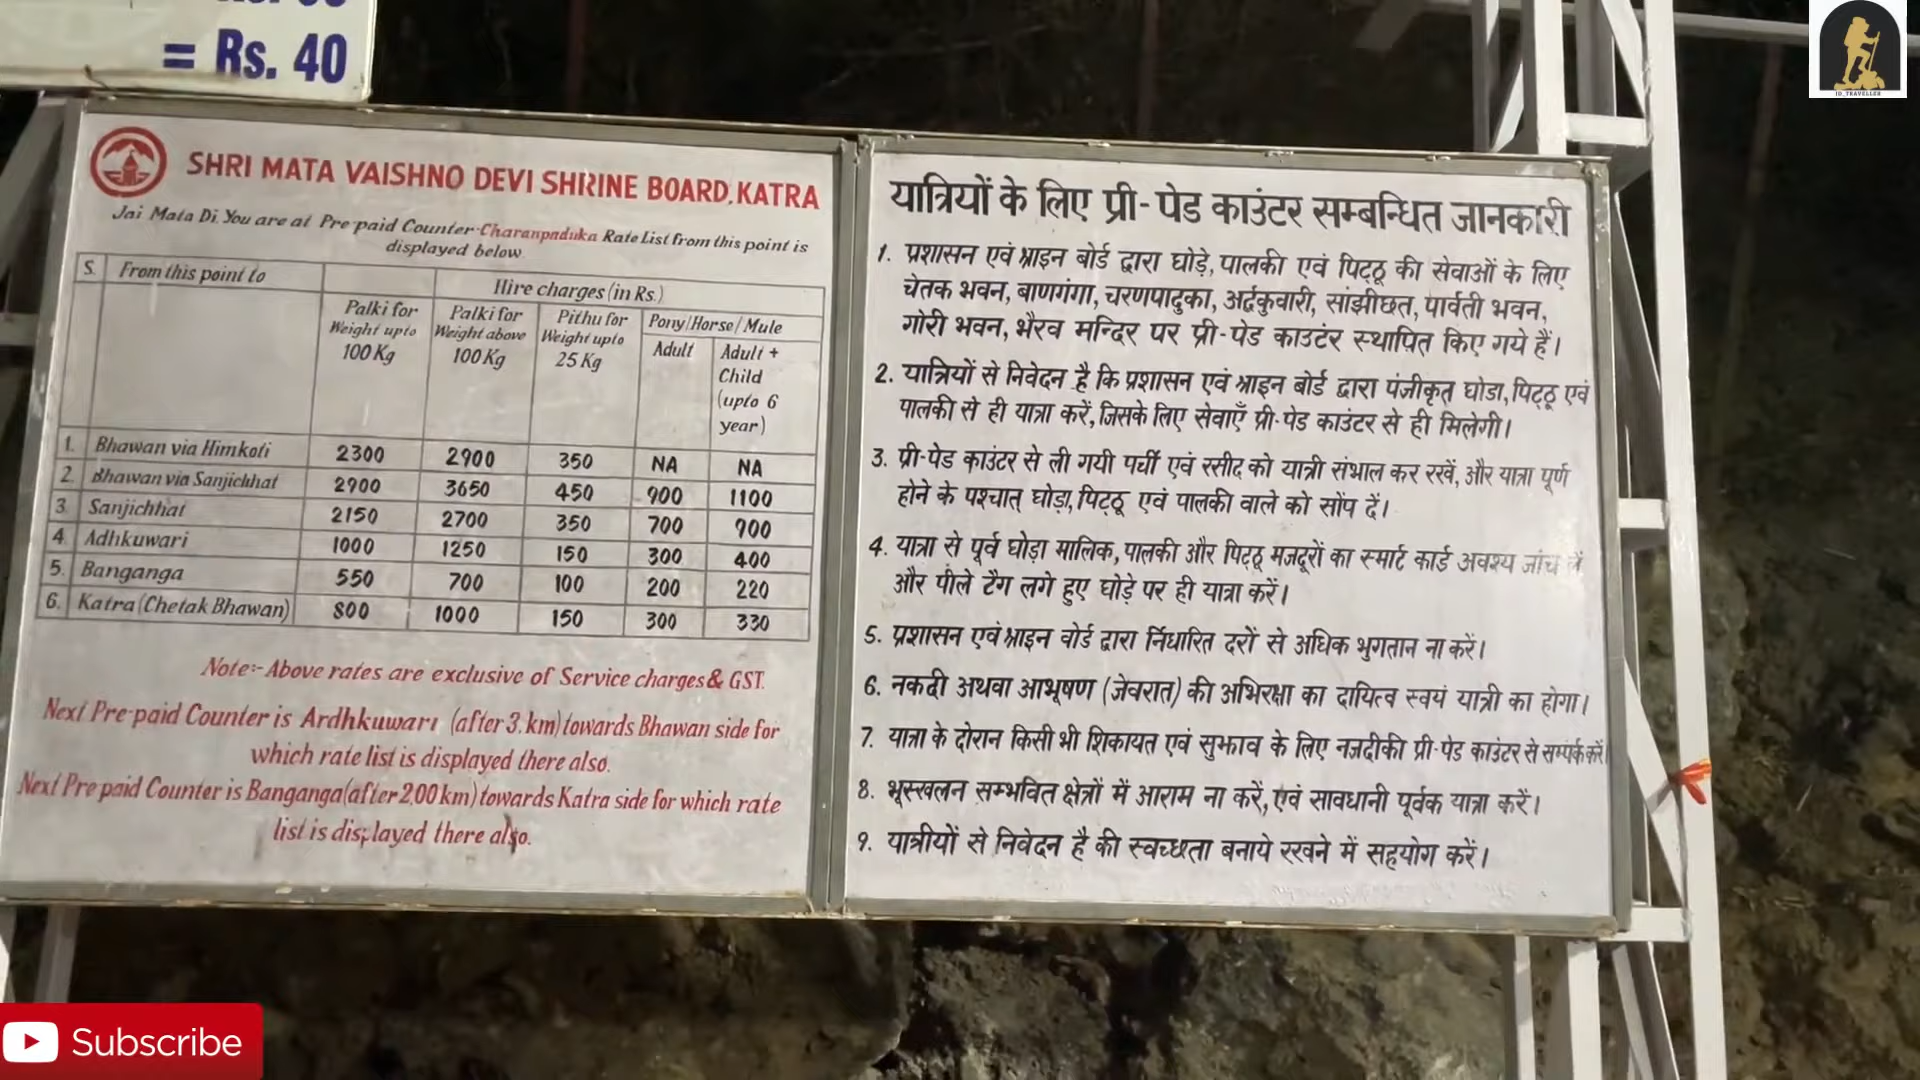 = Rs. 40
SHRI MATA VAISHNO DEVI SHRINE BOARD, KATRA
Jai Mata Di. You are at Pre-paid Counter-Charanpaduka Rate List from this point is
displayed below
S. From this point to Hire charges (in Rs.)
Palki for Weight upto 100 Kg Palki for Weight above 100 Kg Pithu for Weight upto 25 Kg Pony/Horse/Mule
Adult Adult + Child (upto 6 year)
1. Bhawan via Himkoti 2300 2900 350 NA NA
2. Bhawan via Sanjichhat 2900 3650 450 900 1100
3. Sanjichhat 2150 2700 350 700 900
4. Adhkuwari 1000 1250 150 300 400
5. Banganga 550 700 100 200 220
6. Katra (Chetak Bhawan) 800 1000 150 300 330
Note:- Above rates are exclusive of Service charges & GST.
Next Pre-paid Counter is Ardhkuwari (after 3. km) towards Bhawan side for
which rate list is displayed there also.
Next Pre paid Counter is Banganga (after 2,00 km) towards Katra side for which rate
list is displayed there also.
यात्रियों के लिए प्री-पेड काउंटर सम्बन्धित जानकारी
1. प्रशासन एवं श्राइन बोर्ड द्वारा घोड़े, पालकी एवं पिट्ठू की सेवाओं के लिए
चेतक भवन, बाणगंगा, चरणपादुका, अर्द्धकुवारी, सांझीछत, पार्वती भवन,
गोरी भवन, भैरव मन्दिर पर प्री-पेड काउटंर स्थापित किए गये हैं।
2. यात्रियों से निवेदन है कि प्रशासन एवं श्राइन बोर्ड द्वारा पंजीकृत घोडा, पिट्ठू एवं
पालकी से ही यात्रा करें, जिसके लिए सेवाएँ प्री-पेड काउंटर से ही मिलेगी।
3. प्री-पेड काउंटर से ली गयी पर्ची एवं रसीद को यात्री संभाल कर रखें, और यात्रा पूर्ण
होने के पश्चात् घोड़ा, पिट्ठू एवं पालकी वाले को सोंप दें।
4. यात्रा से पूर्व घोड़ा मालिक, पालकी और पिट्ठू मजदूरों का स्मार्ट कार्ड अवश्य जांच लें
और पीले टैग लगे हुए घोड़े पर ही यात्रा करें।
5. प्रशासन एवं श्राइन वोर्ड द्वारा र्निधारित दरों से अधिक भुगतान ना करें।
6. नकदी अथवा आभूषण (जेवरात) की अभिरक्षा का दायित्व स्वयं यात्री का होगा।
7. यात्रा के दोरान किसी भी शिकायत एवं सुझाव के लिए नजदीकी प्री-पेड काउंटर से सम्पर्क करें।
8. भूस्खलन सम्भवित क्षेत्रों में आराम ना करें, एवं सावधानी पूर्वक यात्रा करें।
9. यात्रीयों से निवेदन है की स्वच्छता बनाये रखने में सहयोग करें।
ID_TRAVELLER
Subscribe